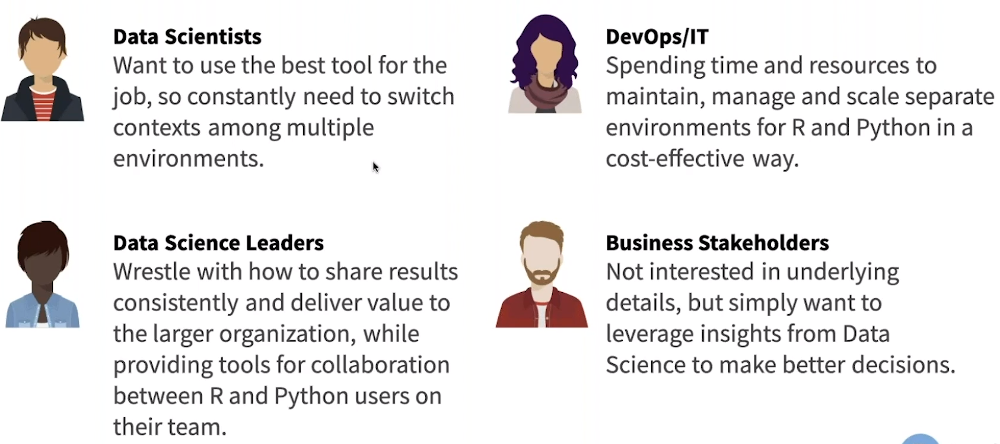 Data Scientists
Want to use the best tool for the
job, so constantly need to switch
contexts among multiple
environments.
DevOps/IT
Spending time and resources to
maintain, manage and scale separate
environments for R and Python in a
cost-effective way.
Data Science Leaders
Wrestle with how to share results
consistently and deliver value to
the larger organization, while
providing tools for collaboration
between R and Python users on
their team.
Business Stakeholders
Not interested in underlying
details, but simply want to
leverage insights from Data
Science to make better decisions.